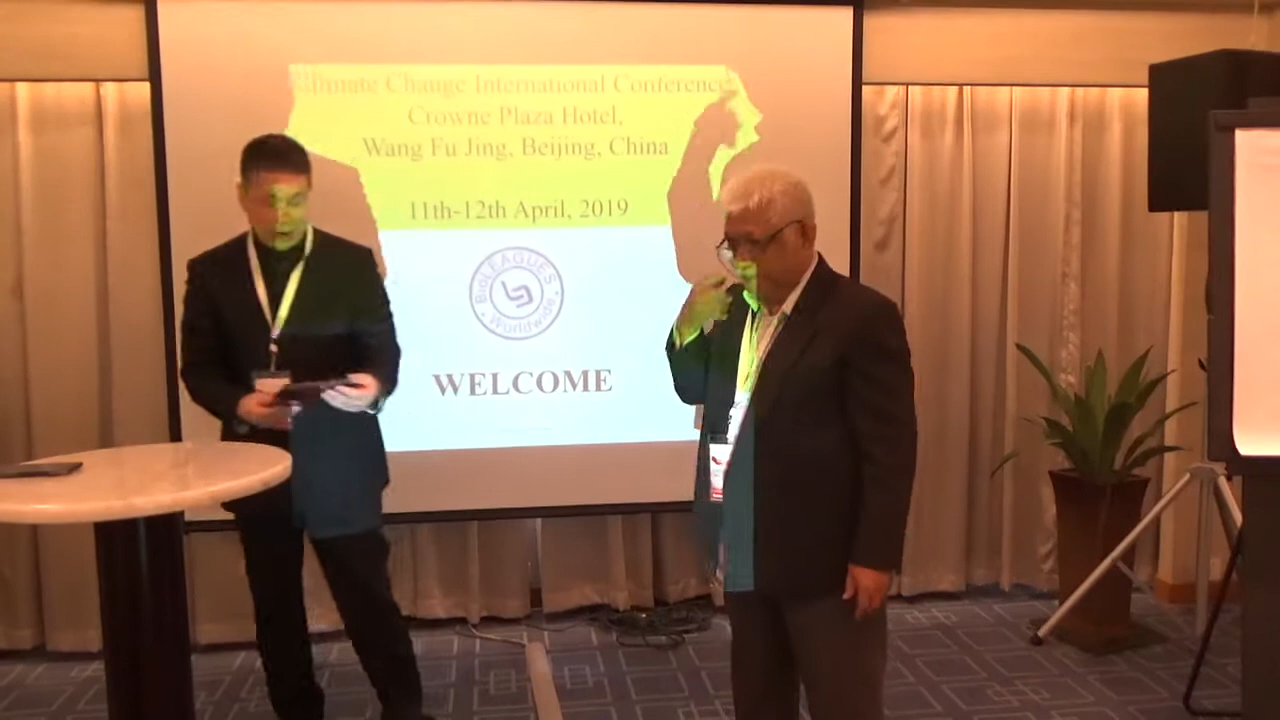 Climate Change International Conference
Crowne Plaza Hotel,
Wang Fu Jing, Beijing, China
11th-12th April, 2019
BioLEAGUES
Worldwide
WELCOME